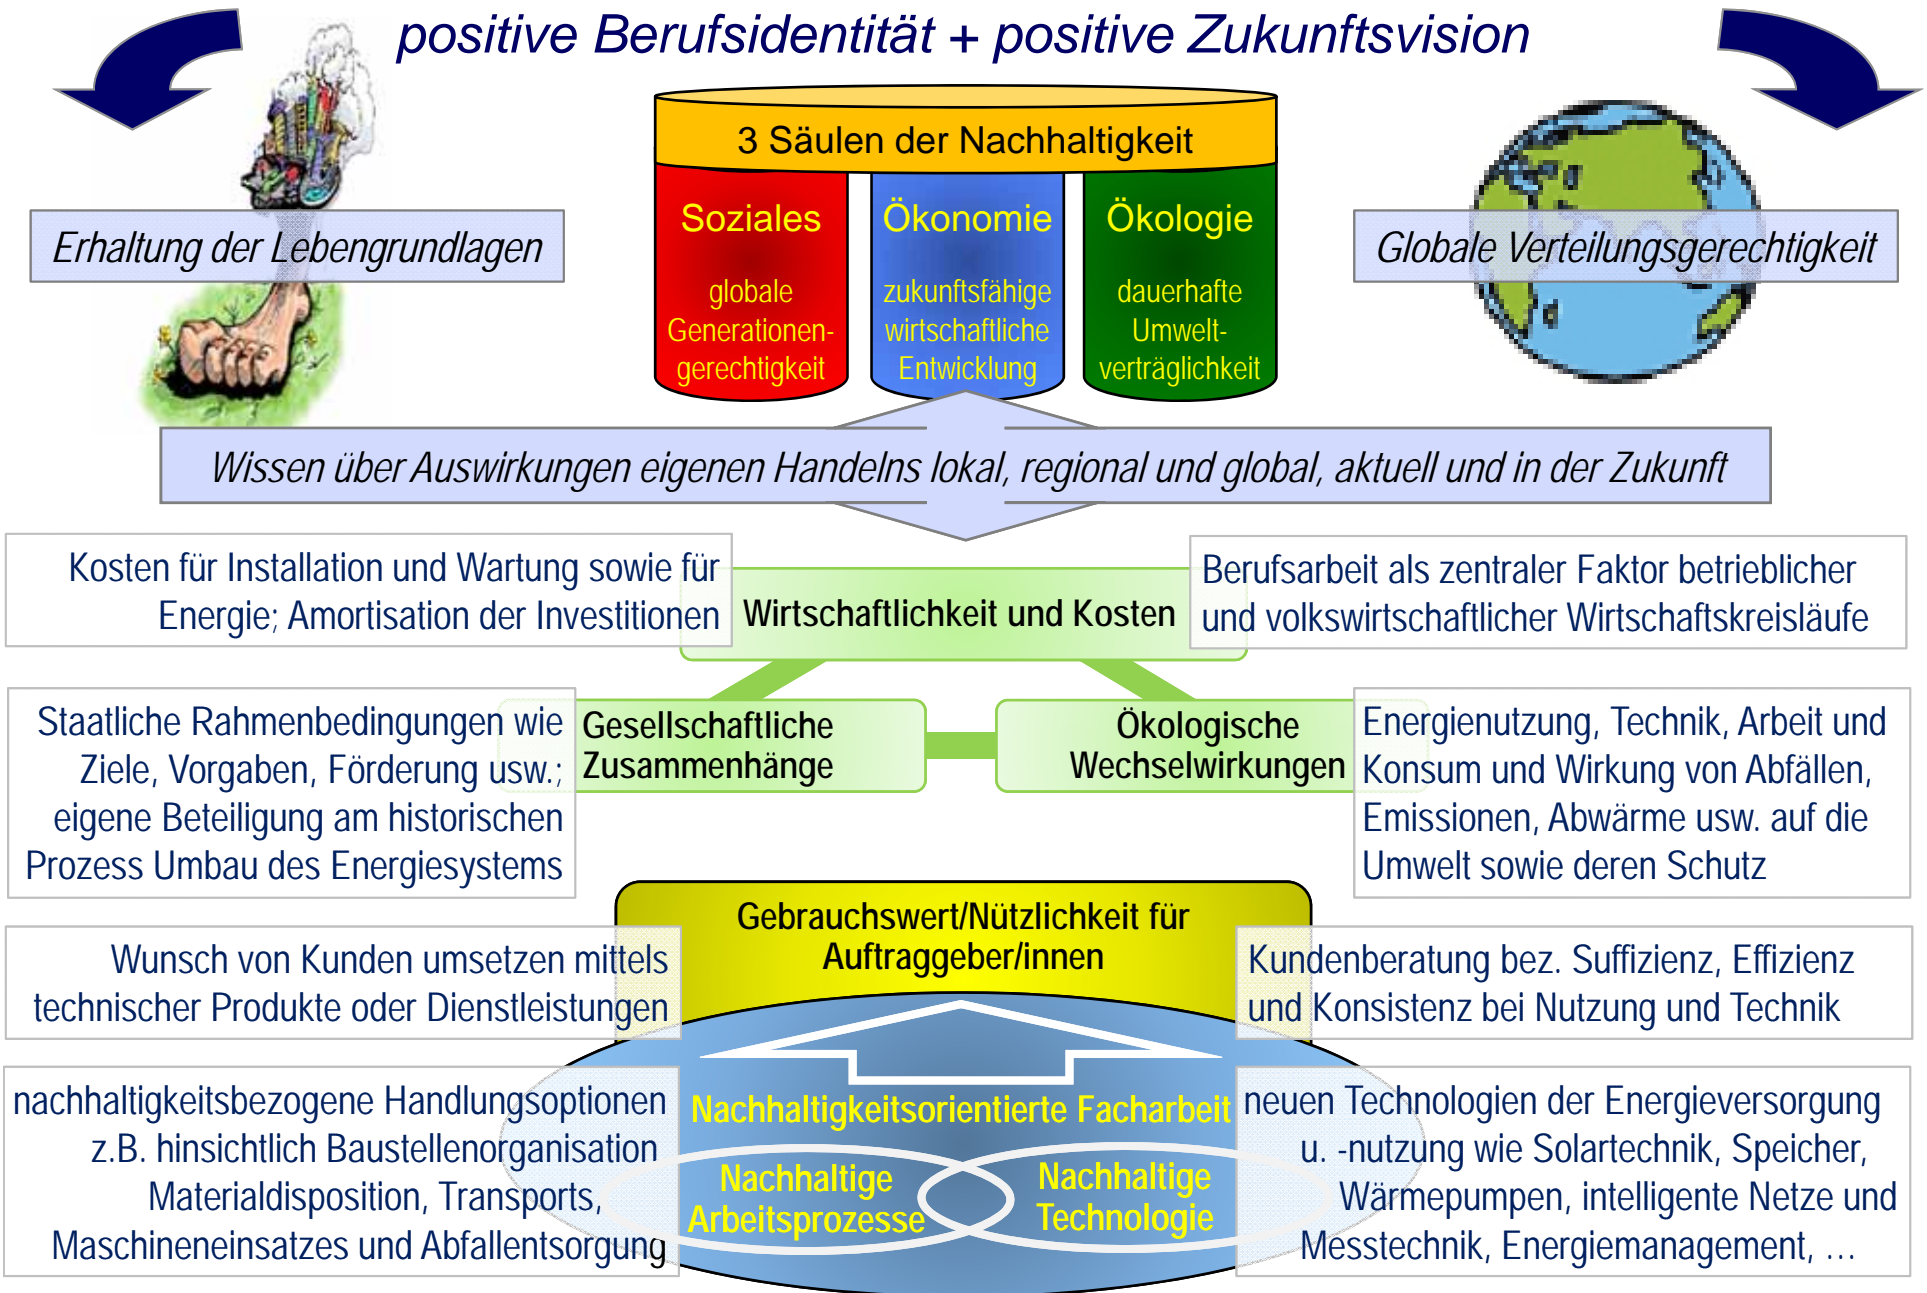 positive Berufsidentität + positive Zukunftsvision
3 Säulen der Nachhaltigkeit
Soziales
globale
Generationen-
gerechtigkeit
Ökonomie
zukunftsfähige
wirtschaftliche
Entwicklung
Ökologie
dauerhafte
Umwelt-
verträglichkeit
Erhaltung der Lebengrundlagen
Globale Verteilungsgerechtigkeit
Wissen über Auswirkungen eigenen Handelns lokal, regional und global, aktuell und in der Zukunft
Kosten für Installation und Wartung sowie für
Energie; Amortisation der Investitionen
Wirtschaftlichkeit und Kosten
Berufsarbeit als zentraler Faktor betrieblicher
und volkswirtschaftlicher Wirtschaftskreisläufe
Staatliche Rahmenbedingungen wie
Ziele, Vorgaben, Förderung usw.;
eigene Beteiligung am historischen
Prozess Umbau des Energiesystems
Gesellschaftliche
Zusammenhänge
Ökologische
Wechselwirkungen
Energienutzung, Technik, Arbeit und
Konsum und Wirkung von Abfällen,
Emissionen, Abwärme usw. auf die
Umwelt sowie deren Schutz
Gebrauchswert/Nützlichkeit für
Auftraggeber/innen
Wunsch von Kunden umsetzen mittels
technischer Produkte oder Dienstleistungen
Kundenberatung bez. Suffizienz, Effizienz
und Konsistenz bei Nutzung und Technik
nachhaltigkeitsbezogene Handlungsoptionen
z.B. hinsichtlich Baustellenorganisation
Materialdisposition, Transports,
Maschineneinsatzes und Abfallentsorgung
Nachhaltigkeitsorientierte Facharbeit
Nachhaltige
Arbeitsprozesse
Nachhaltige
Technologie
neuen Technologien der Energieversorgung
u. -nutzung wie Solartechnik, Speicher,
Wärmepumpen, intelligente Netze und
Messtechnik, Energiemanagement, …